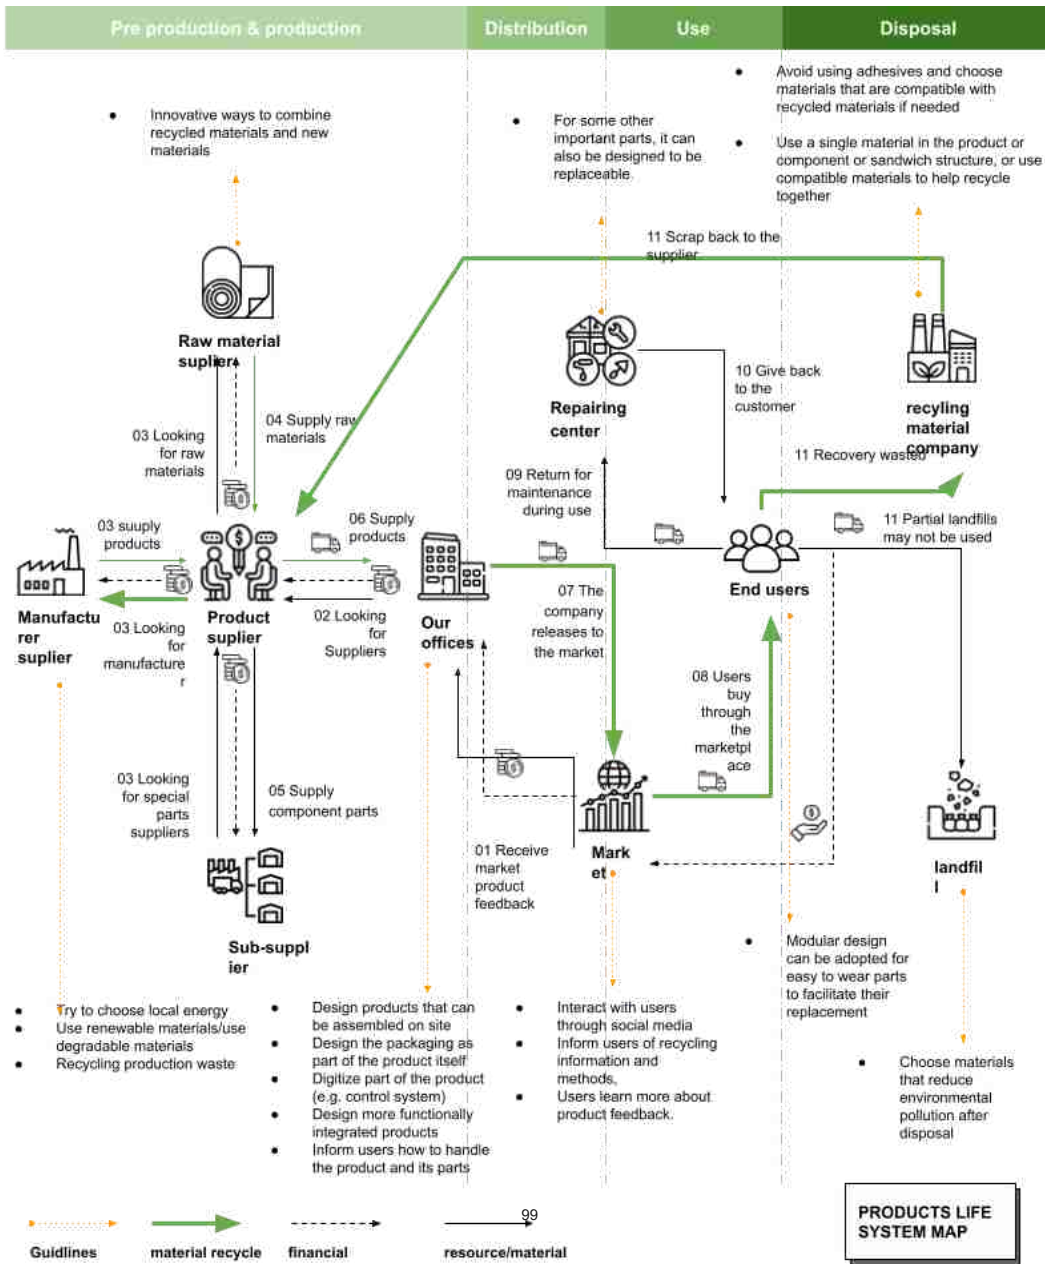 Pre production & production
Distribution
Use
Disposal
Innovative ways to combine
recycled materials and new
materials
For some other
important parts, it can
also be designed to be
replaceable.
Avoid using adhesives and choose
materials that are compatible with
recycled materials if needed
Use a single material in the product or
component or sandwich structure, or use
compatible materials to help recycle
together
11 Scrap back to the
supplier
Raw material
suplier
03 Looking
for raw
materials
04 Supply raw
materials
Repairing
center
10 Give back
to the
customer
recyling
material
company
11 Recovery wasted
09 Return for
maintenance
during use
03 suuply
products
06 Supply
products
11 Partial landfills
may not be used
Manufactu
rer
suplier
03 Looking
for
manufacture
r
Product
suplier
02 Looking
for
Suppliers
Our
offices
07 The
company
releases to
the market
End users
08 Users
buy
through
the
marketpl
ace
03 Looking
for special
parts
suppliers
05 Supply
component parts
01 Receive
market
product
feedback
Mark
et
landfil
l
Sub-suppl
ier
Modular design
can be adopted for
easy to wear parts
to facilitate their
replacement
Try to choose local energy
Use renewable materials/use
degradable materials
Recycling production waste
Design products that can
be assembled on site
Design the packaging as
part of the product itself
Digitize part of the product
(e.g. control system)
Design more functionally
integrated products
Inform users how to handle
the product and its parts
Interact with users
through social media
Inform users of recycling
information and
methods,
Users learn more about
product feedback.
Choose materials
that reduce
environmental
pollution after
disposal
99
Guidlines
material recycle
financial
resource/material
PRODUCTS LIFE
SYSTEM MAP